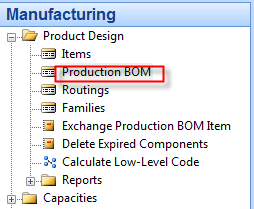 Manufacturing
Product Design
Items
Production BOM
Routings
Families
Exchange Production BOM Item
Delete Expired Components
Calculate Low-Level Code
Reports
Capacities